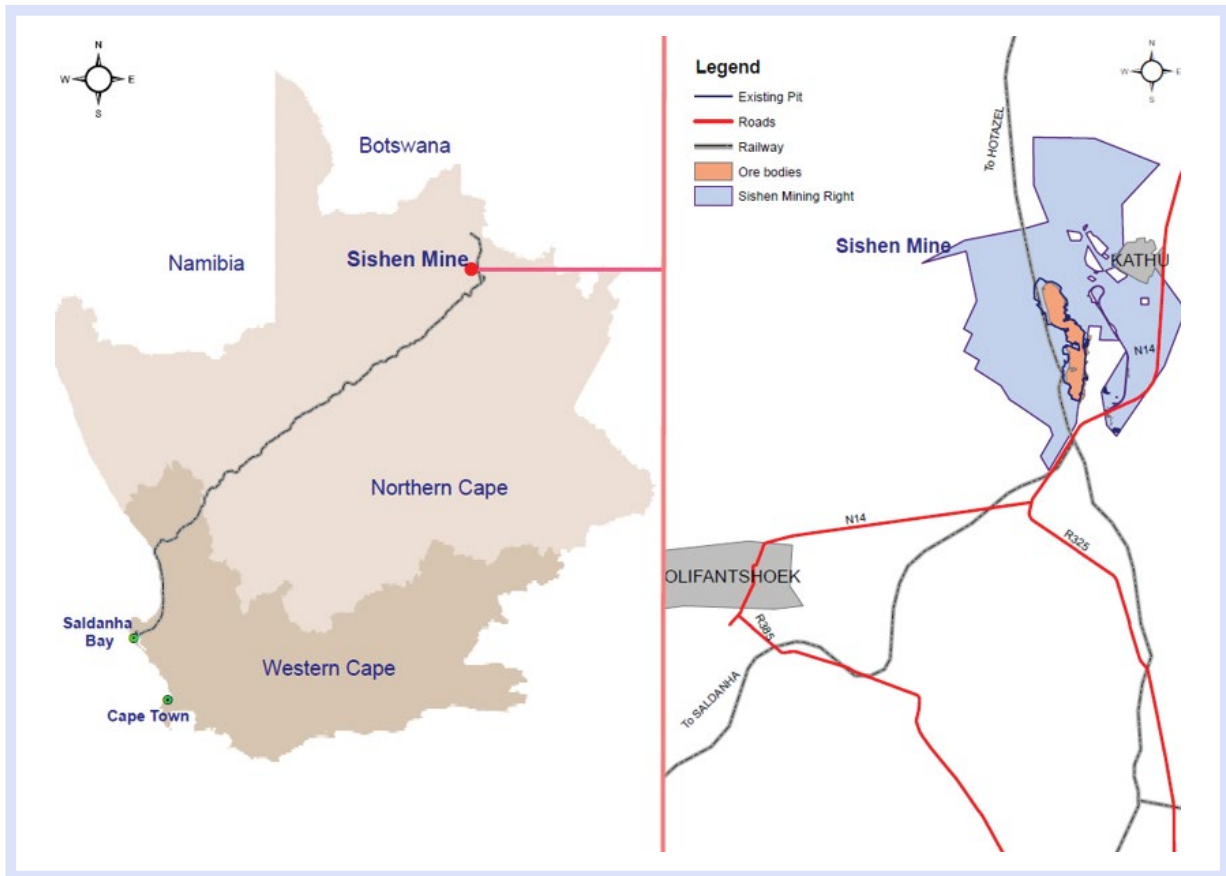 N
W E
S
Botswana
Namibia
Sishen Mine
Northern Cape
Saldanha
Bay
Western Cape
Cape Town
N
W E
S
Legend
Existing Pit
Roads
Railway
Ore bodies
Sishen Mining Right
To HOTAZEL
Sishen Mine
KATHU
N14
N14
R325
OLIFANTSHOEK
R385
To SALDANHA